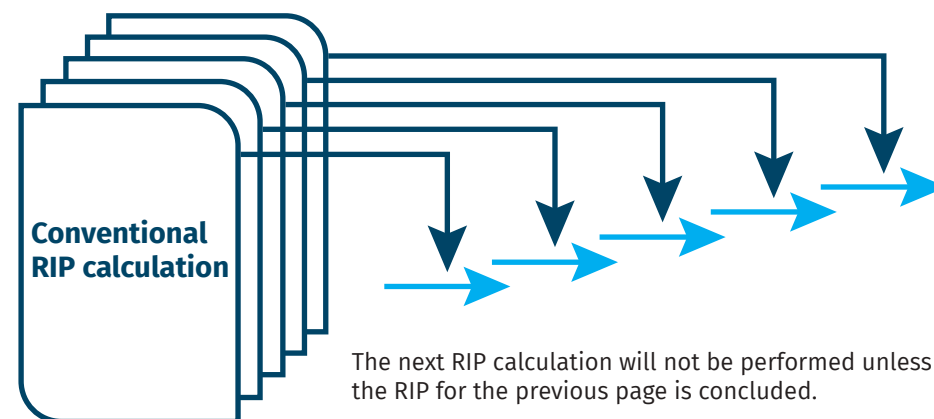 Conventional
RIP calculation
The next RIP calculation will not be performed unless
the RIP for the previous page is concluded.